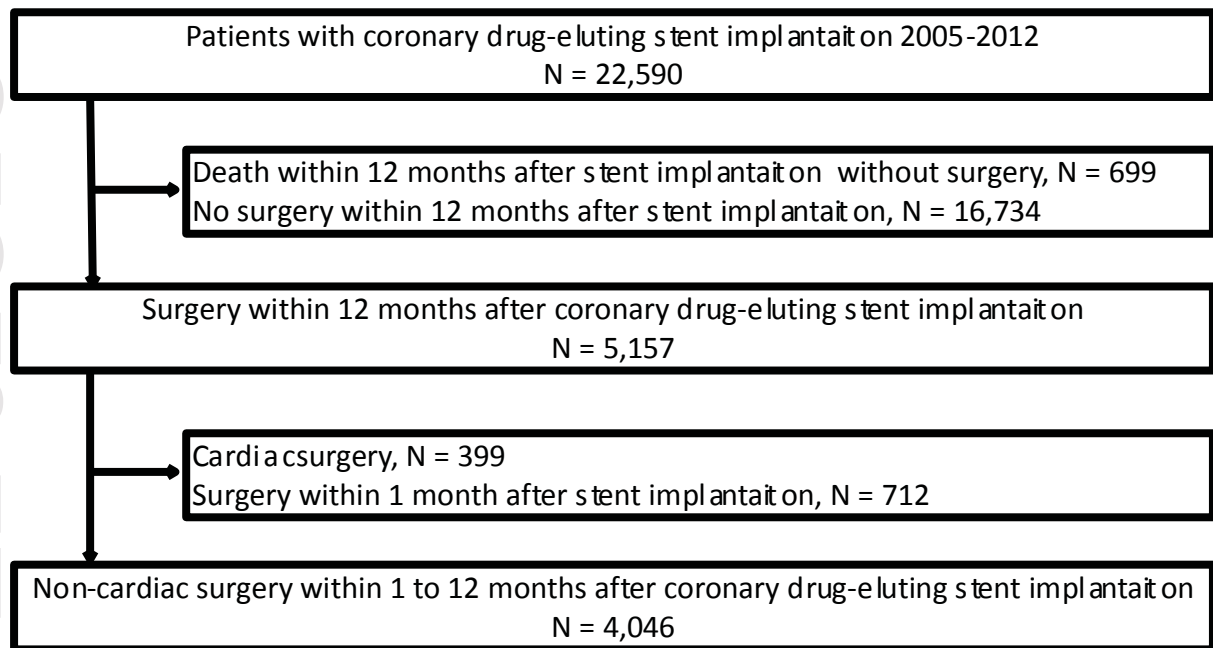 Patients with coronary drug-eluting stent implantaiton 2005-2012
N = 22,590
Death within 12 months after stent implantaiton without surgery, N = 699
No surgery within 12 months after stent implantaiton, N = 16,734
Surgery within 12 months after coronary drug-eluting stent implantaiton
N = 5,157
Cardiacsurgery, N = 399
Surgery within 1 month after stent implantaiton, N = 712
Non-cardiac surgery within 1 to 12 months after coronary drug-eluting stent implantaiton
N = 4,046